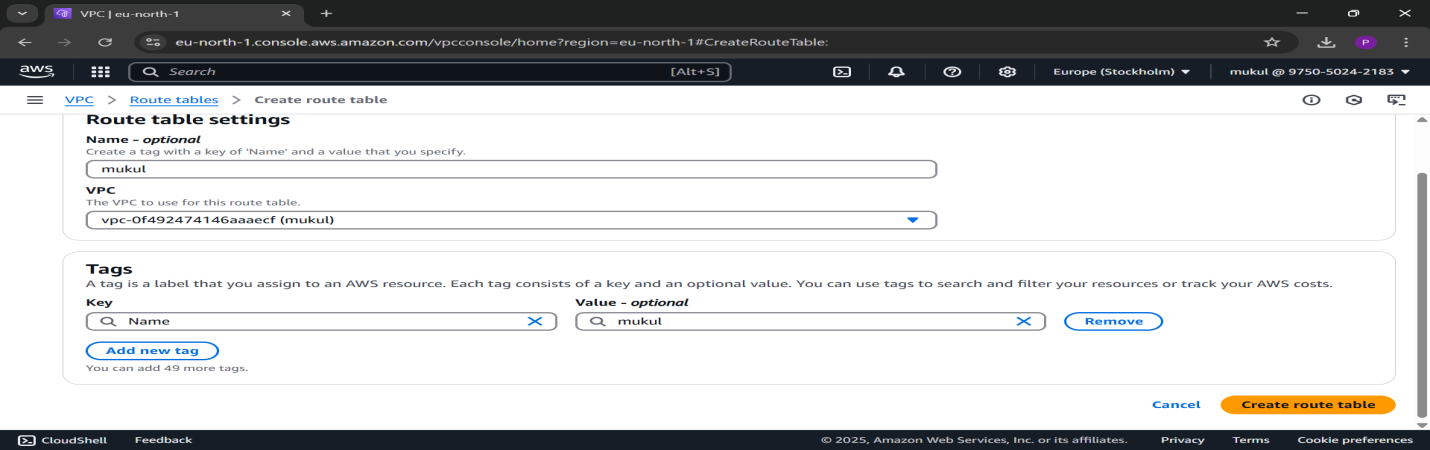 VPC | eu-north-1
eu-north-1.console.aws.amazon.com/vpcconsole/home?region=eu-north-1#CreateRouteTable:
P
aws
Search [Alt+S]
Europe (Stockholm)
mukul @ 9750-5024-2183
VPC > Route tables > Create route table
Route table settings
Name – optional
Create a tag with a key of 'Name' and a value that you specify.
mukul
VPC
The VPC to use for this route table.
vpc-0f492474146aaaecf (mukul)
Tags
A tag is a label that you assign to an AWS resource. Each tag consists of a key and an optional value. You can use tags to search and filter your resources or track your AWS costs.
Key Value – optional
Name mukul Remove
Add new tag
You can add 49 more tags.
Cancel Create route table
CloudShell Feedback © 2025, Amazon Web Services, Inc. or its affiliates. Privacy Terms Cookie preferences